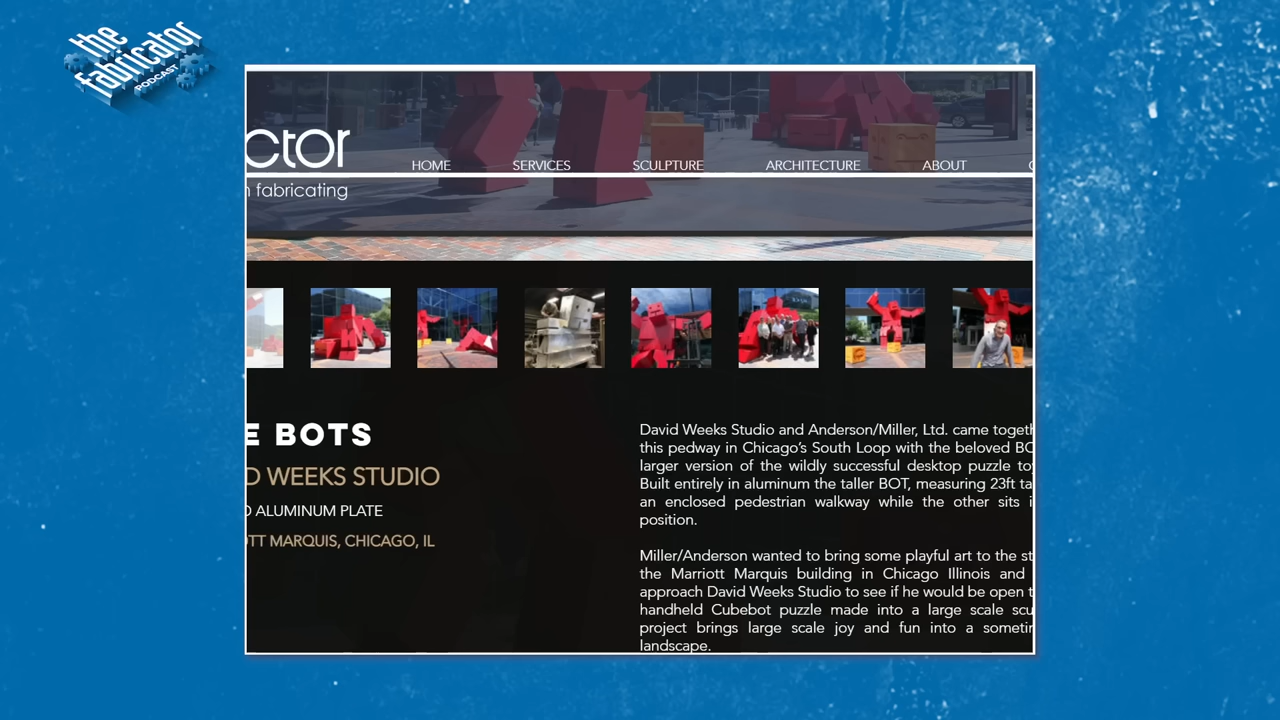 the
fabricator
PODCAST
ctor
fabricating
HOME SERVICES SCULPTURE ARCHITECTURE ABOUT
E BOTS
D WEEKS STUDIO
ALUMINUM PLATE
OTT MARQUIS, CHICAGO, IL
David Weeks Studio and Anderson/Miller, Ltd. came togeth
this pedway in Chicago's South Loop with the beloved BO
larger version of the wildly successful desktop puzzle to
Built entirely in aluminum the taller BOT, measuring 23ft ta
an enclosed pedestrian walkway while the other sits i
position.
Miller/Anderson wanted to bring some playful art to the st
the Marriott Marquis building in Chicago Illinois and
approach David Weeks Studio to see if he would be open t
handheld Cubebot puzzle made into a large scale scu
project brings large scale joy and fun into a sometin
landscape.